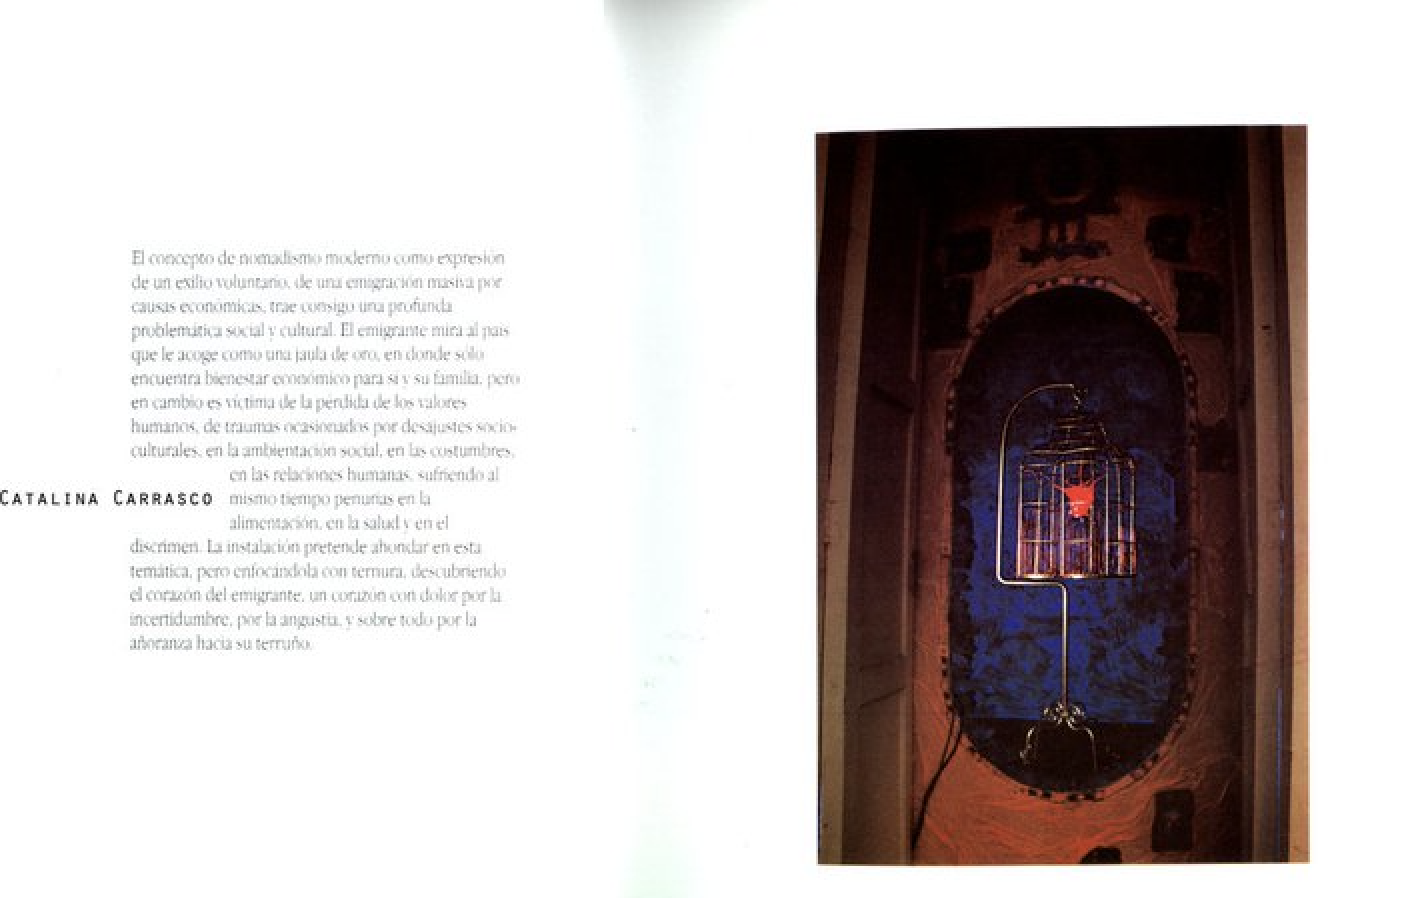 El concepto de nomadismo moderno como expresión
de un exilio voluntario, de una emigración masiva por
causas económicas, trae consigo una profunda
problemática social y cultural. El emigrante mira al país
que le acoge como una jaula de oro, en donde sólo
encuentra bienestar económico para si y su familia, pero
en cambio es víctima de la pérdida de los valores
humanos, de traumas ocasionados por desajustes socio-
culturales, en la ambientación social, en las costumbres,
en las relaciones humanas, sufriendo al
CATALINA CARRASCO mismo tiempo penurias en la
alimentación, en la salud y en el
discrimen. La instalación pretende ahondar en esta
temática, pero enfocándola con ternura, descubriendo
el corazón del emigrante, un corazón con dolor por la
incertidumbre, por la angustia, y sobre todo por la
añoranza hacia su terruño.